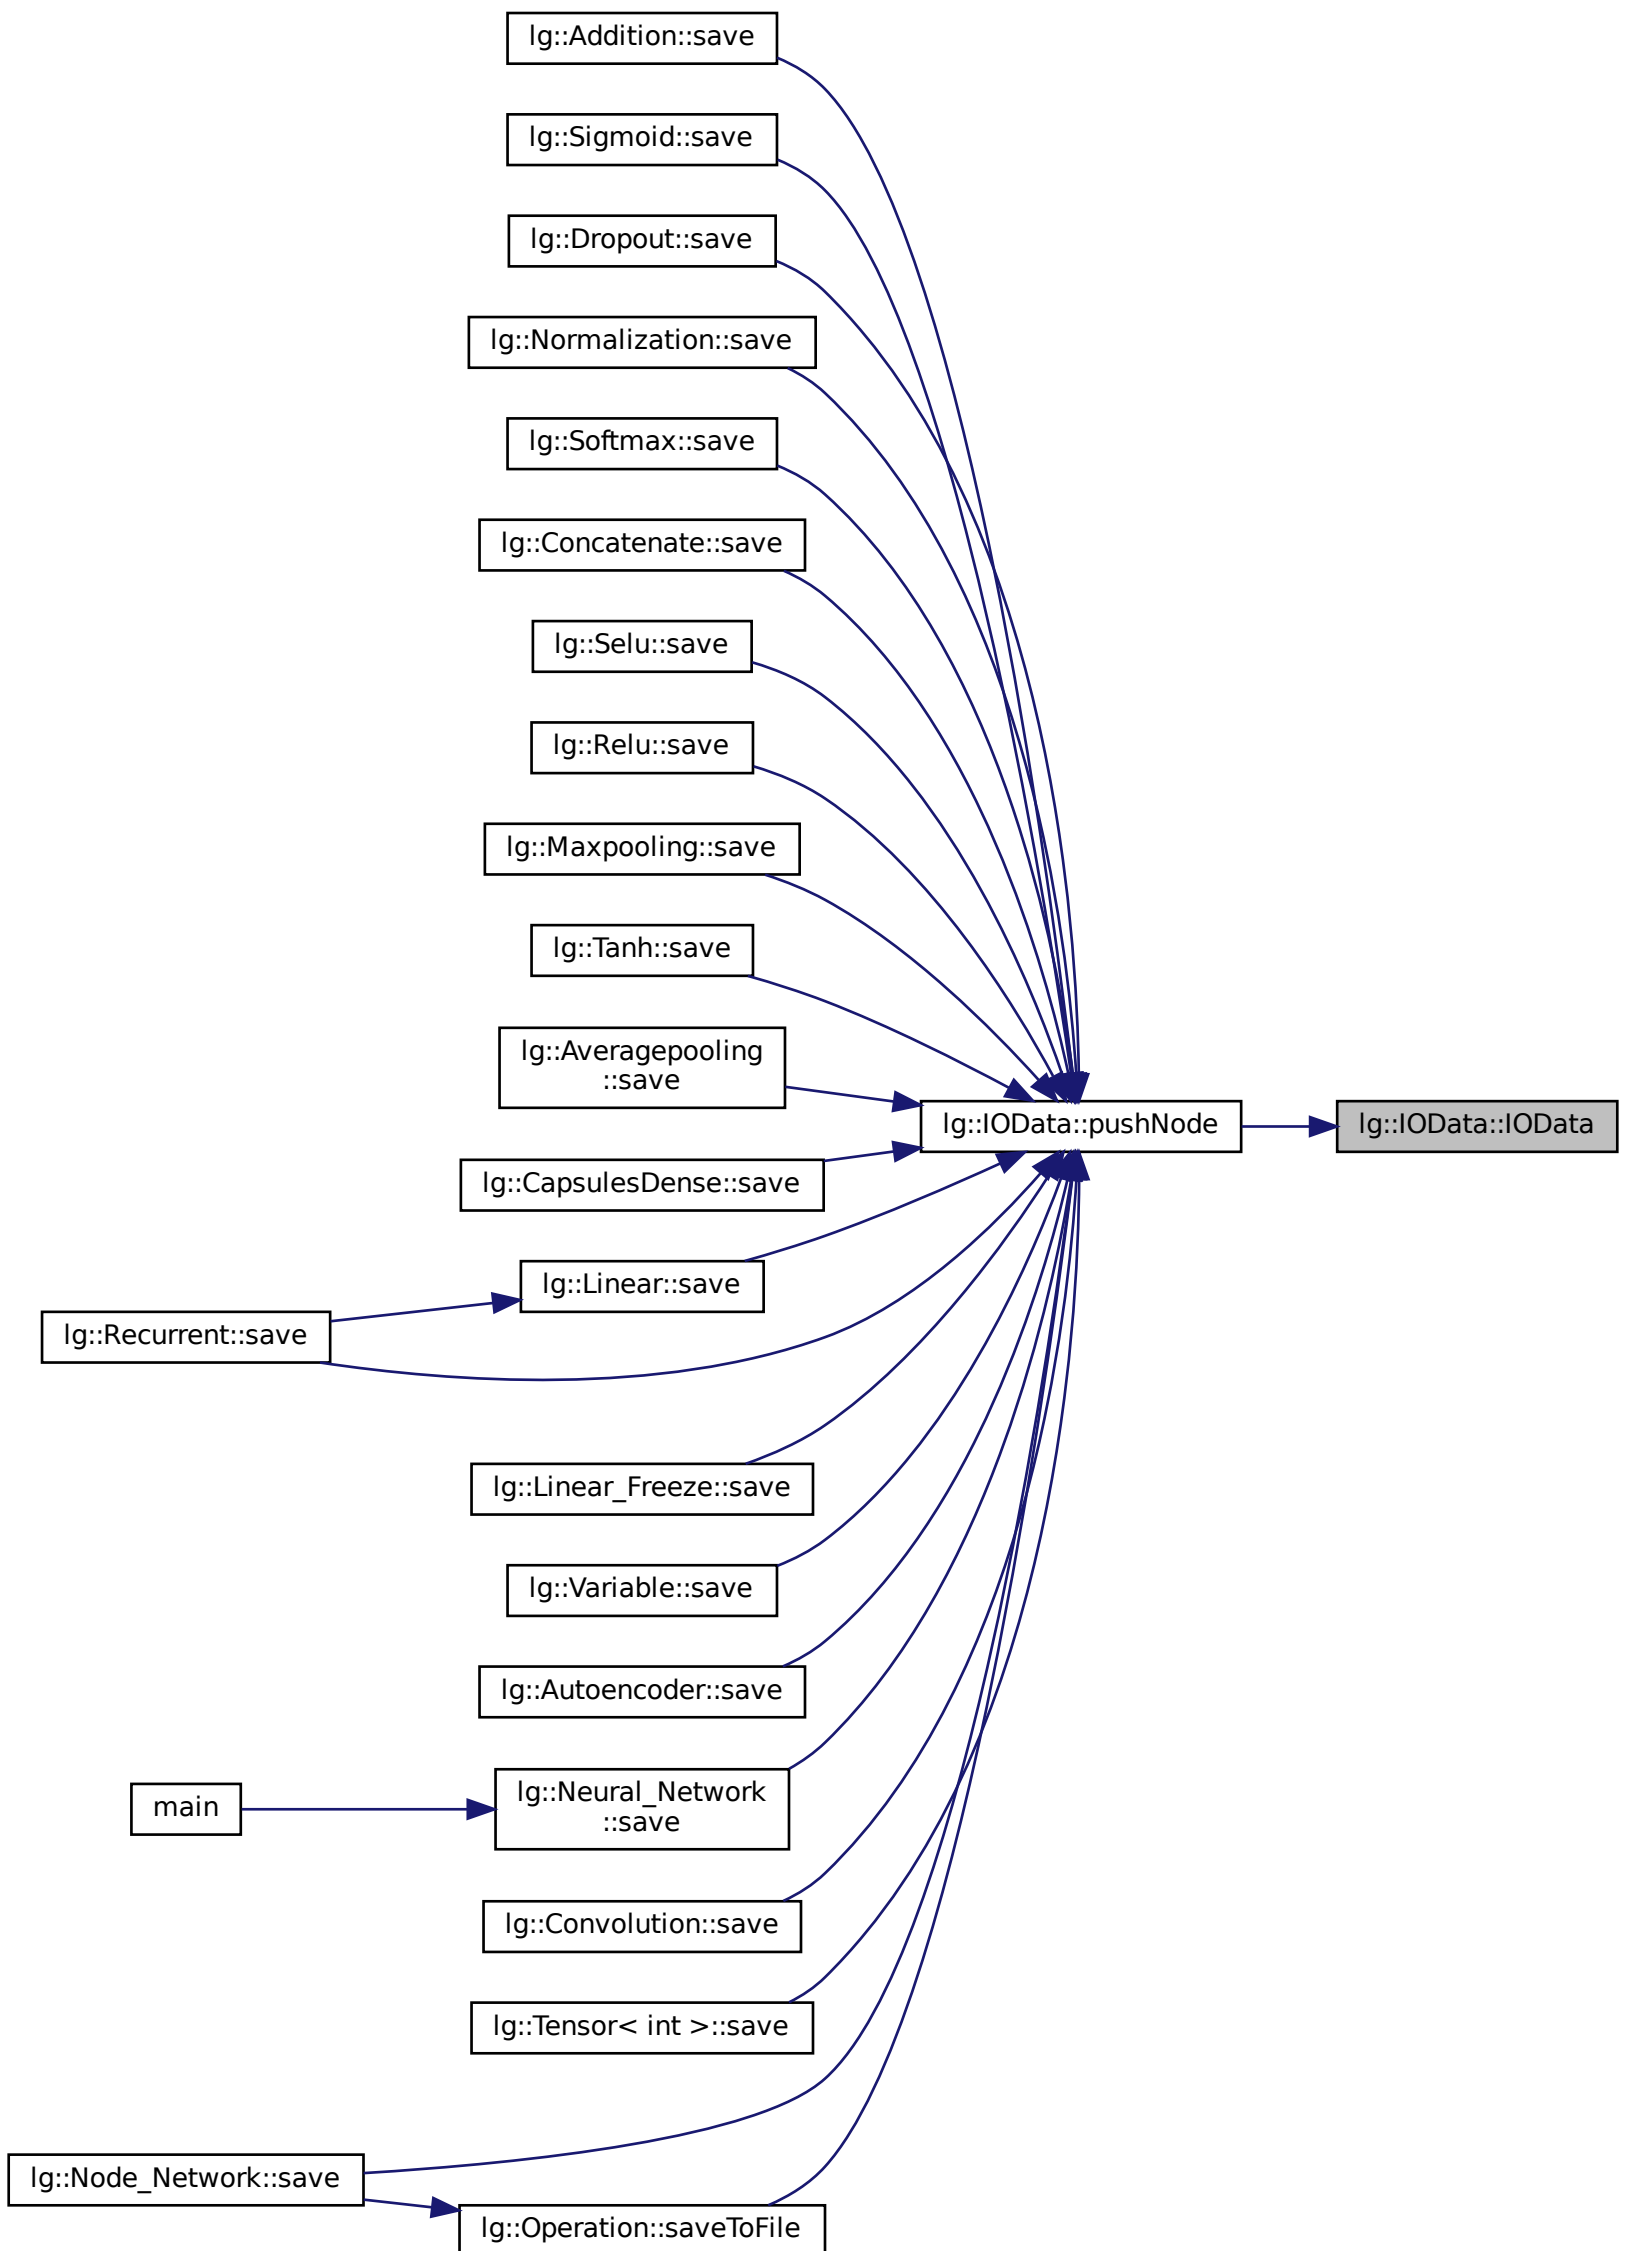 lg::Addition::save
lg::Sigmoid::save
lg::Dropout::save
lg::Normalization::save
lg::Softmax::save
lg::Concatenate::save
lg::Selu::save
lg::Relu::save
lg::Maxpooling::save
lg::Tanh::save
lg::Averagepooling
::save
lg::IOData::pushNode
lg::IOData::IOData
lg::CapsulesDense::save
lg::Linear::save
lg::Recurrent::save
lg::Linear_Freeze::save
lg::Variable::save
lg::Autoencoder::save
lg::Neural_Network
::save
main
lg::Convolution::save
lg::Tensor< int >::save
lg::Node_Network::save
lg::Operation::saveToFile